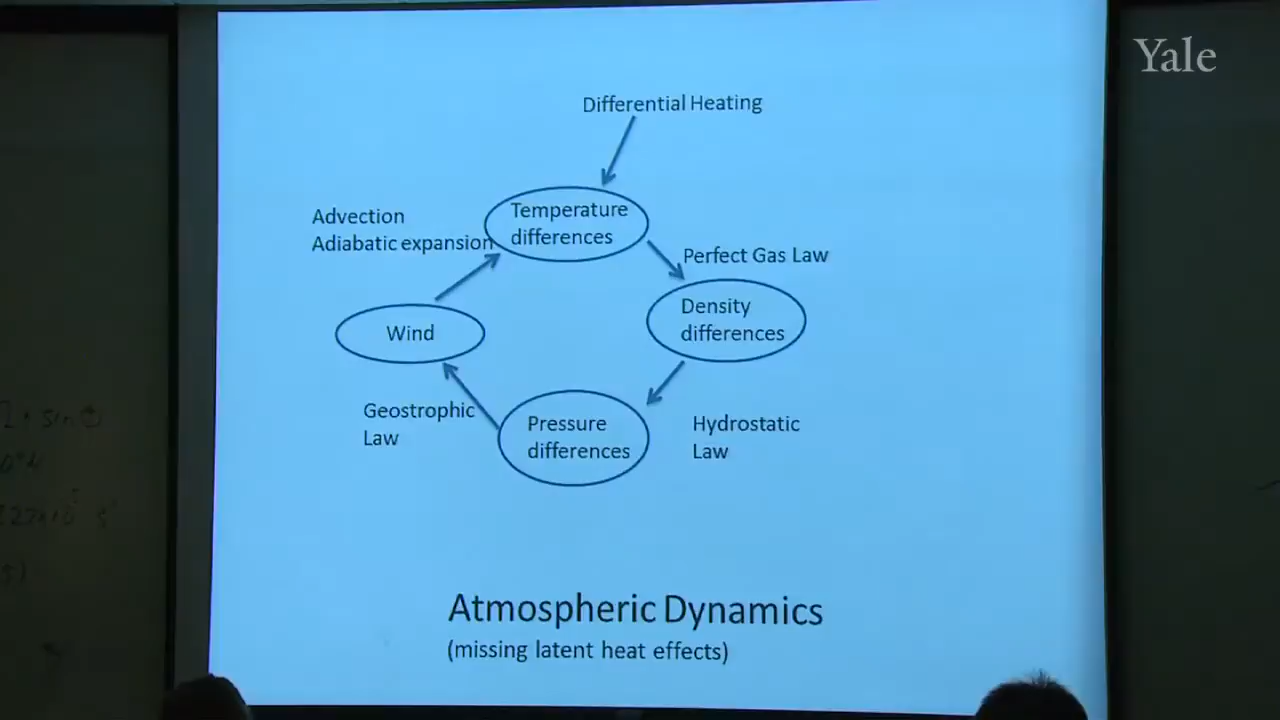 Yale
Differential Heating
Temperature
differences
Advection
Adiabatic expansion
Perfect Gas Law
Density
differences
Wind
Geostrophic
Law
Pressure
differences
Hydrostatic
Law
Atmospheric Dynamics
(missing latent heat effects)